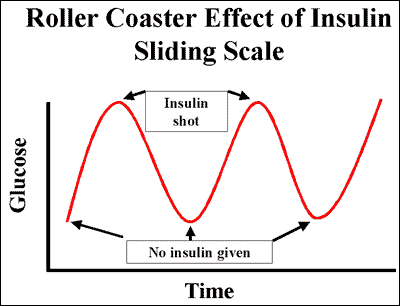 Roller Coaster Effect of Insulin
Sliding Scale
Insulin
shot
Glucose
No insulin given
Time